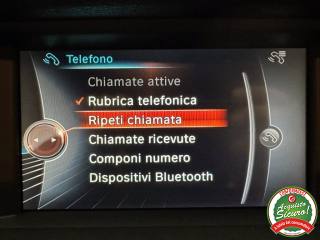 Telefono
Chiamate attive
Rubrica telefonica
Ripeti chiamata
Chiamate ricevute
Componi numero
Dispositivi Bluetooth
Acquisto
Sicuro!